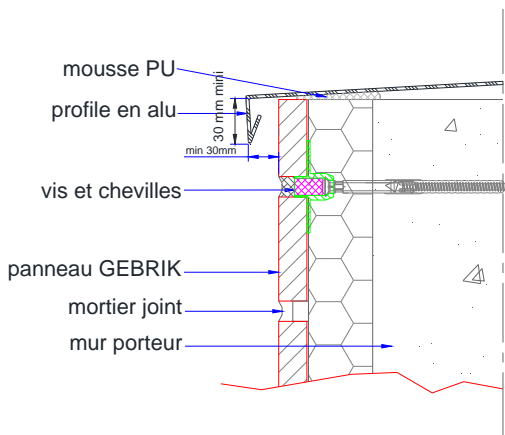 mousse PU
profile en alu
30 mm mini
min 30mm
vis et chevilles
panneau GEBRIK
mortier joint
mur porteur